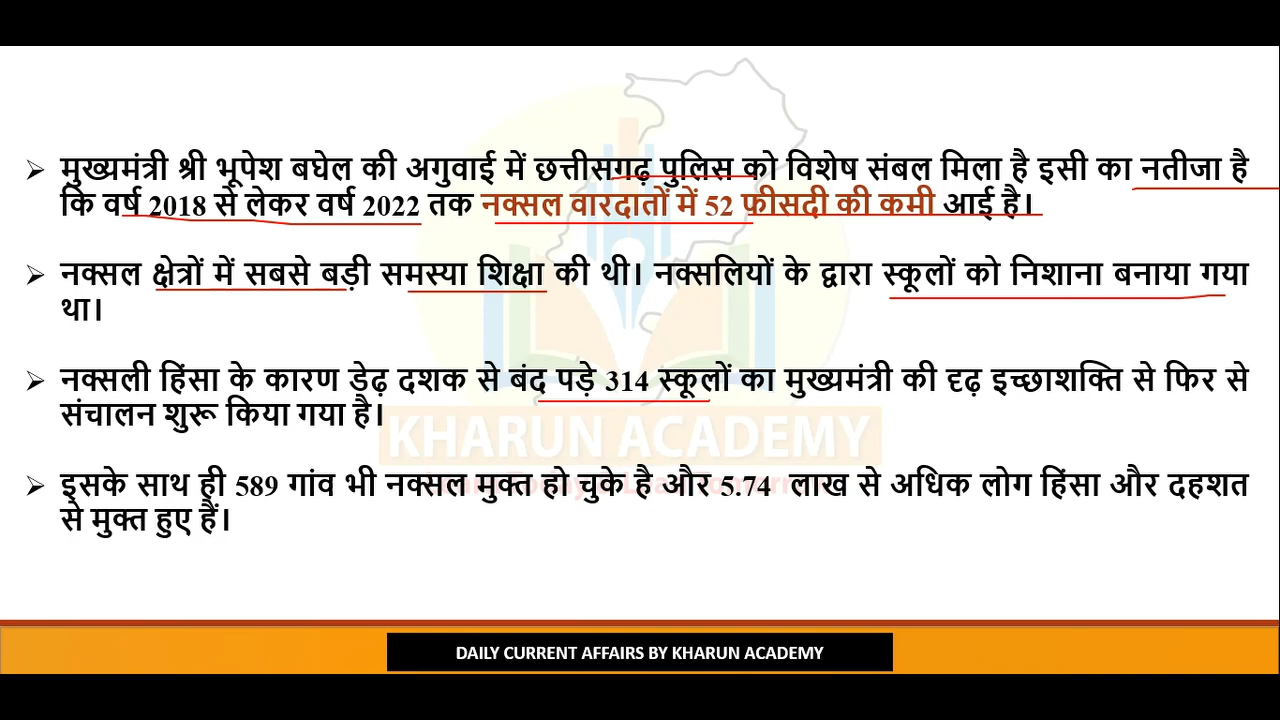 मुख्यमंत्री श्री भूपेश बघेल की अगुवाई में छत्तीसगढ़ पुलिस को विशेष संबल मिला है इसी का नतीजा है
कि वर्ष 2018 से लेकर वर्ष 2022 तक नक्सल वारदातों में 52 फीसदी की कमी आई है।
नक्सल क्षेत्रों में सबसे बड़ी समस्या शिक्षा की थी। नक्सलियों के द्वारा स्कूलों को निशाना बनाया गया
था।
नक्सली हिंसा के कारण डेढ़ दशक से बंद पड़े 314 स्कूलों का मुख्यमंत्री की दृढ़ इच्छाशक्ति से फिर से
संचालन शुरू किया गया है।
KHARUN ACADEMY
इसके साथ ही 589 गांव भी नक्सल मुक्त हो चुके है और 5.74 लाख से अधिक लोग हिंसा और दहशत
से मुक्त हुए हैं।
DAILY CURRENT AFFAIRS BY KHARUN ACADEMY